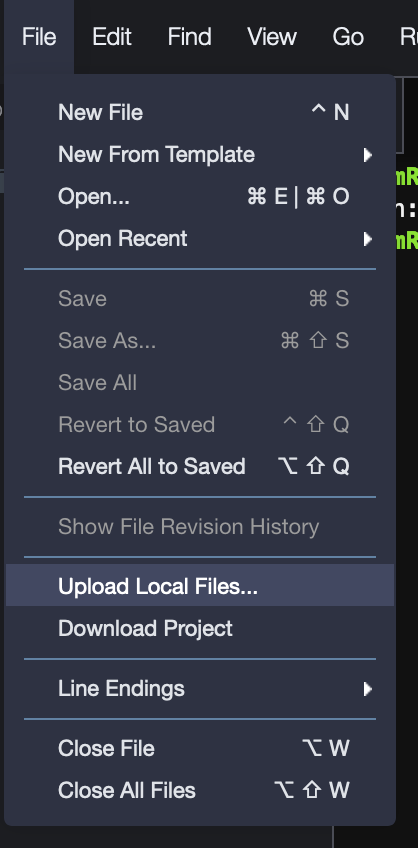 File Edit Find View Go
New File ^ N
New From Template
Open... ⌘ E | ⌘ O
Open Recent
Save ⌘ S
Save As... ⌘ ⇧ S
Save All
Revert to Saved ^ ⇧ Q
Revert All to Saved ⌥ ⇧ Q
Show File Revision History
Upload Local Files...
Download Project
Line Endings
Close File ⌥ W
Close All Files ⌥ ⇧ W